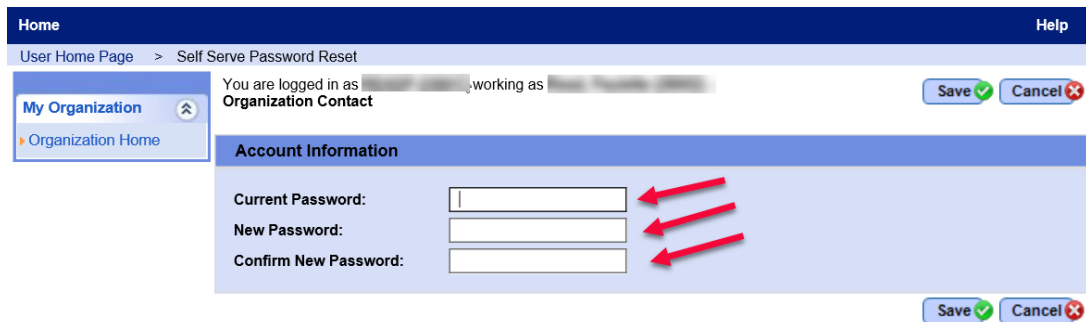 Home Help
User Home Page > Self Serve Password Reset
You are logged in as working as
Organization Contact
Save Cancel
My Organization
Organization Home
Account Information
Current Password:
New Password:
Confirm New Password:
Save Cancel